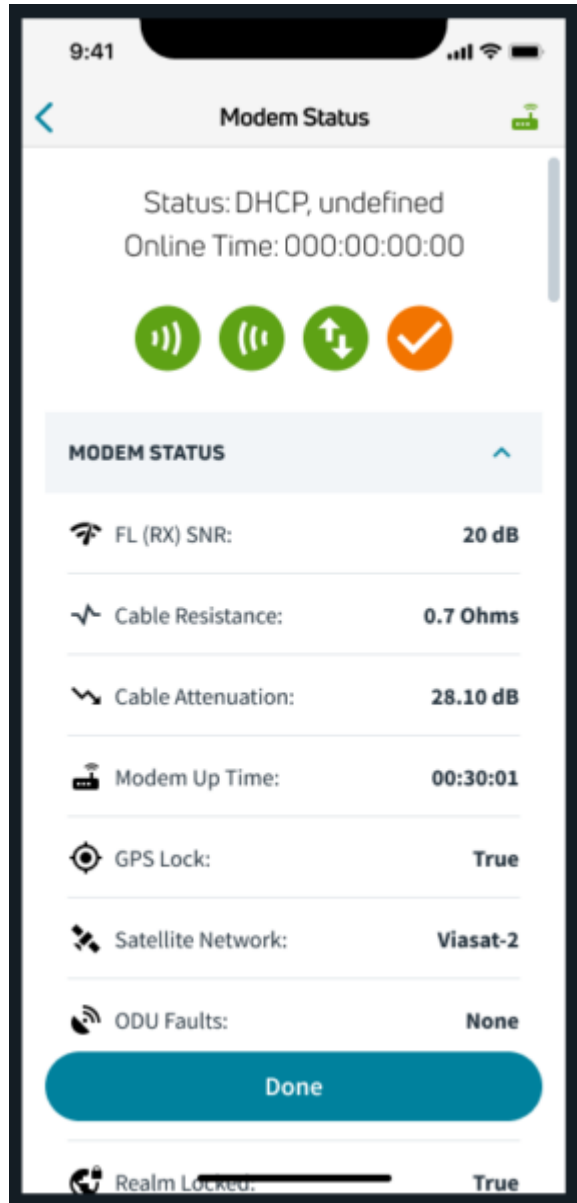 9:41
Modem Status
Status: DHCP, undefined
Online Time: 000:00:00:00
MODEM STATUS
FL (RX) SNR: 20 dB
Cable Resistance: 0.7 Ohms
Cable Attenuation: 28.10 dB
Modem Up Time: 00:30:01
GPS Lock: True
Satellite Network: Viasat-2
ODU Faults: None
Done
Realm Locked: True